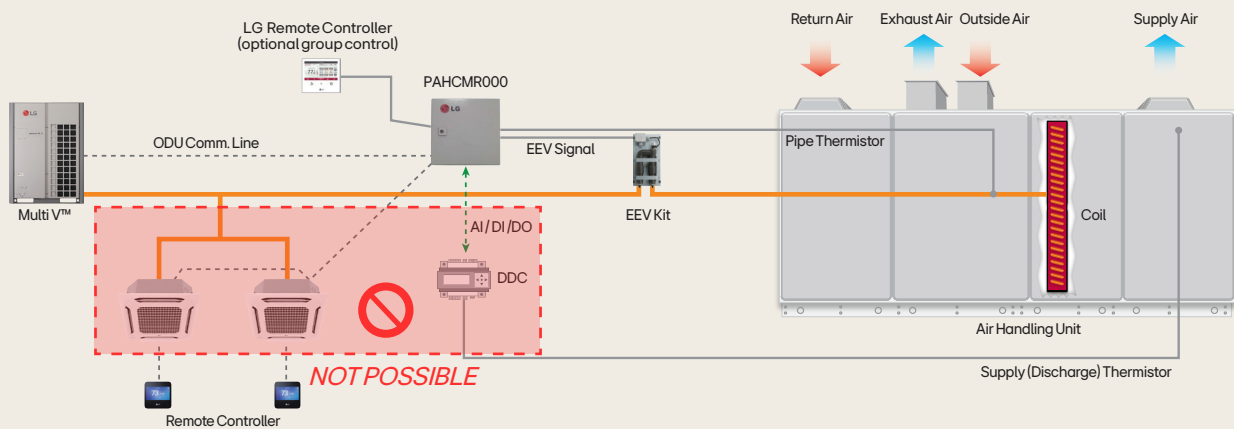 LG Remote Controller
(optional group control)
Return Air
Exhaust Air
Outside Air
Supply Air
PAHCMR000
LG
LG
ODU Comm. Line
EEV Signal
Pipe Thermistor
Multi V™
EEV Kit
Coil
AI / DI / DO
DDC
Air Handling Unit
NOT POSSIBLE
Supply (Discharge) Thermistor
Remote Controller